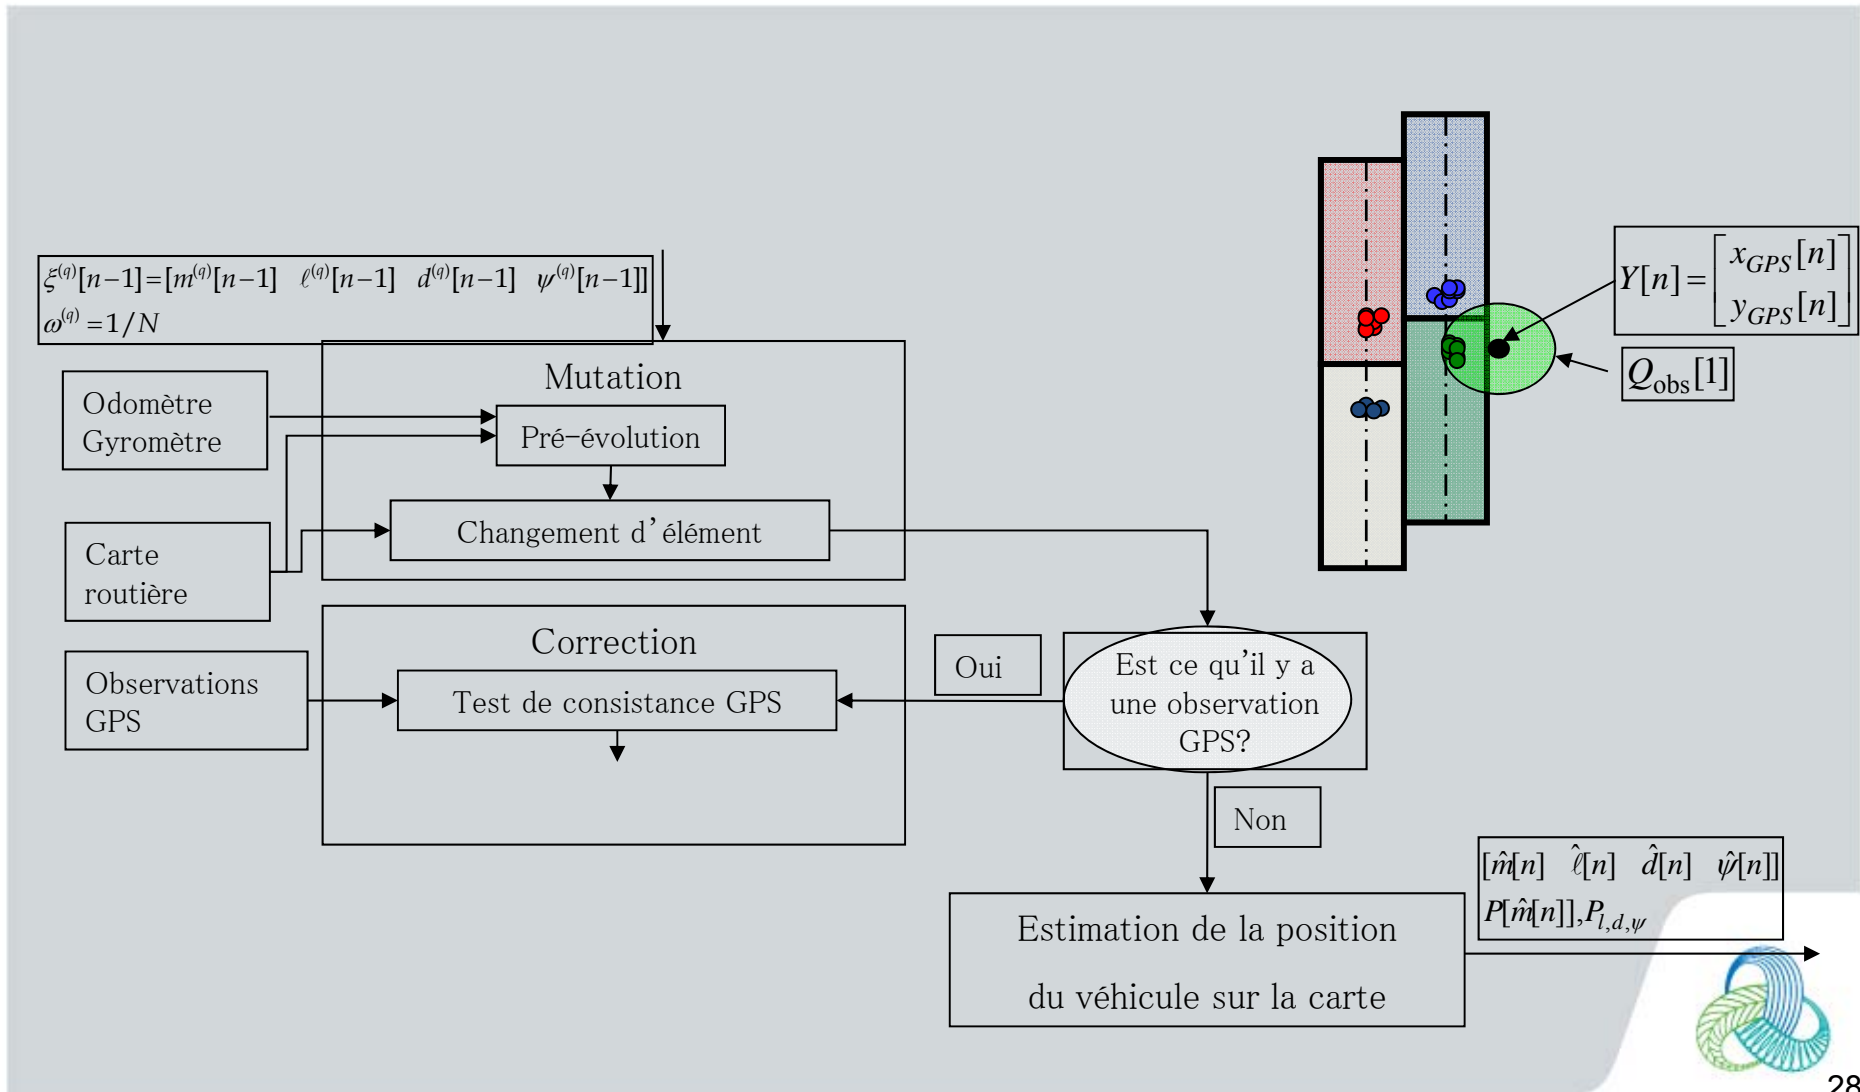 ξ^(q)[n−1]=[m^(q)[n−1] ℓ^(q)[n−1] d^(q)[n−1] ψ^(q)[n−1]]
ω^(q) = 1/N
Y[n] = [x_GPS[n]
y_GPS[n]]
Q_obs[1]
Mutation
Odomètre
Gyromètre
Pré-évolution
Changement d'élément
Carte
routière
Correction
Observations
GPS
Test de consistance GPS
Oui
Est ce qu'il y a
une observation
GPS?
Non
Estimation de la position
du véhicule sur la carte
[m̂[n] ℓ̂[n] d̂[n] ψ̂[n]]
P[m̂[n]], P_l,d,ψ
28